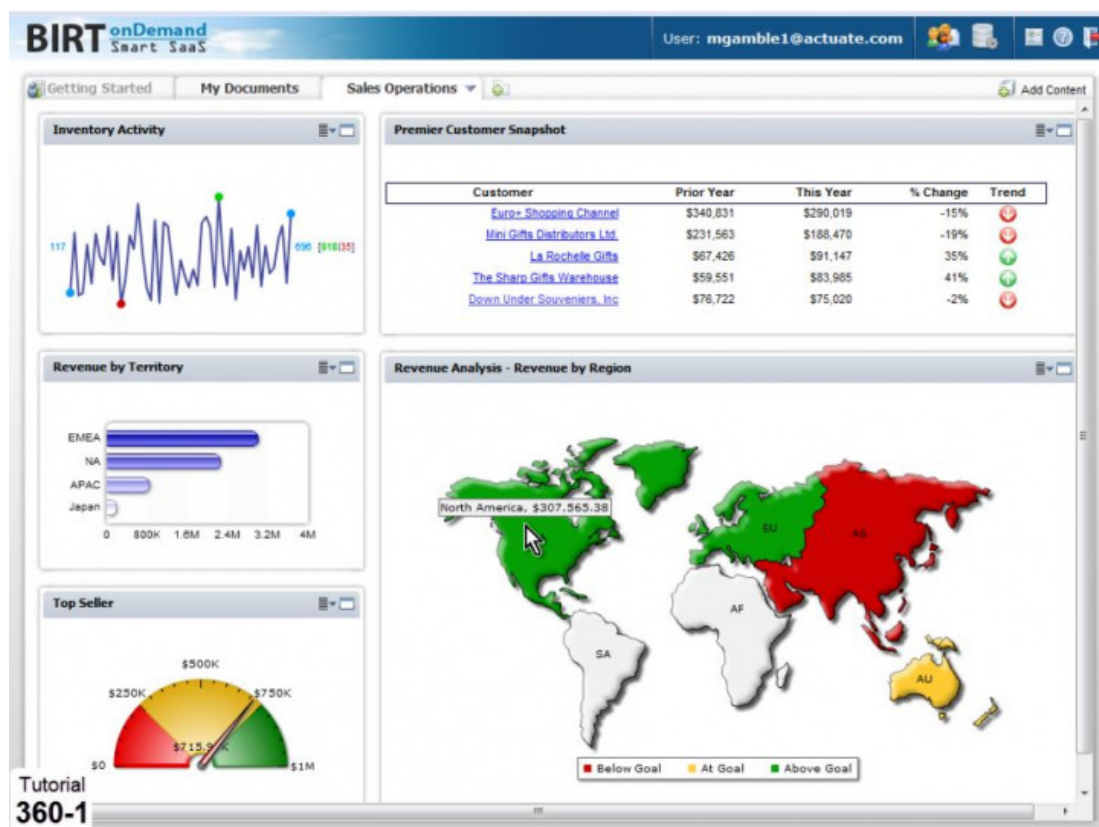 BIRT onDemand
Smart SaaS
User: mgamble1@actuate.com
Getting Started My Documents Sales Operations Add Content
Inventory Activity
117 696 [818|35]
Premier Customer Snapshot
Customer Prior Year This Year % Change Trend
Euro+ Shopping Channel $340,831 $290,019 -15%
Mini Gifts Distributors Ltd. $231,563 $188,470 -19%
La Rochelle Gifts $67,426 $91,147 35%
The Sharp Gifts Warehouse $59,551 $83,985 41%
Down Under Souveniers, Inc $76,722 $75,020 -2%
Revenue by Territory
EMEA
NA
APAC
Japan
0 800K 1.6M 2.4M 3.2M 4M
Revenue Analysis - Revenue by Region
North America, $307,565.38
EU
AS
AF
SA
AU
Below Goal At Goal Above Goal
Top Seller
$500K
$250K $750K
$0 $1M
Tutorial
360-1